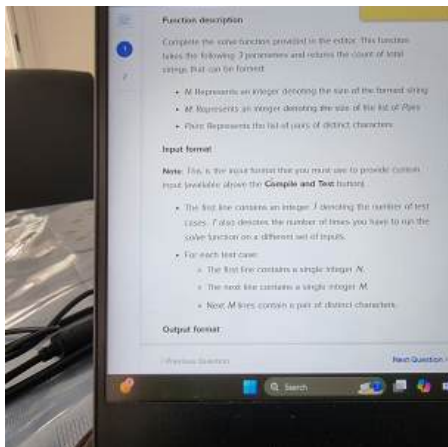 Function description
Complete the solve function provided in the editor. This function
takes the following 3 parameters and returns the count of total
strings that can be formed:
• N: Represents an integer denoting the size of the formed string
• M: Represents an integer denoting the size of the list of Pairs
• Pairs: Represents the list of pairs of distinct characters
Input format
Note: This is the input format that you must use to provide custom
input (available above the Compile and Test button).
• The first line contains an integer T denoting the number of test
cases. T also denotes the number of times you have to run the
solve function on a different set of inputs.
• For each test case:
• The first line contains a single integer N.
• The next line contains a single integer M.
• Next M lines contain a pair of distinct characters.
Output format
Previous Question
Next Question
Search